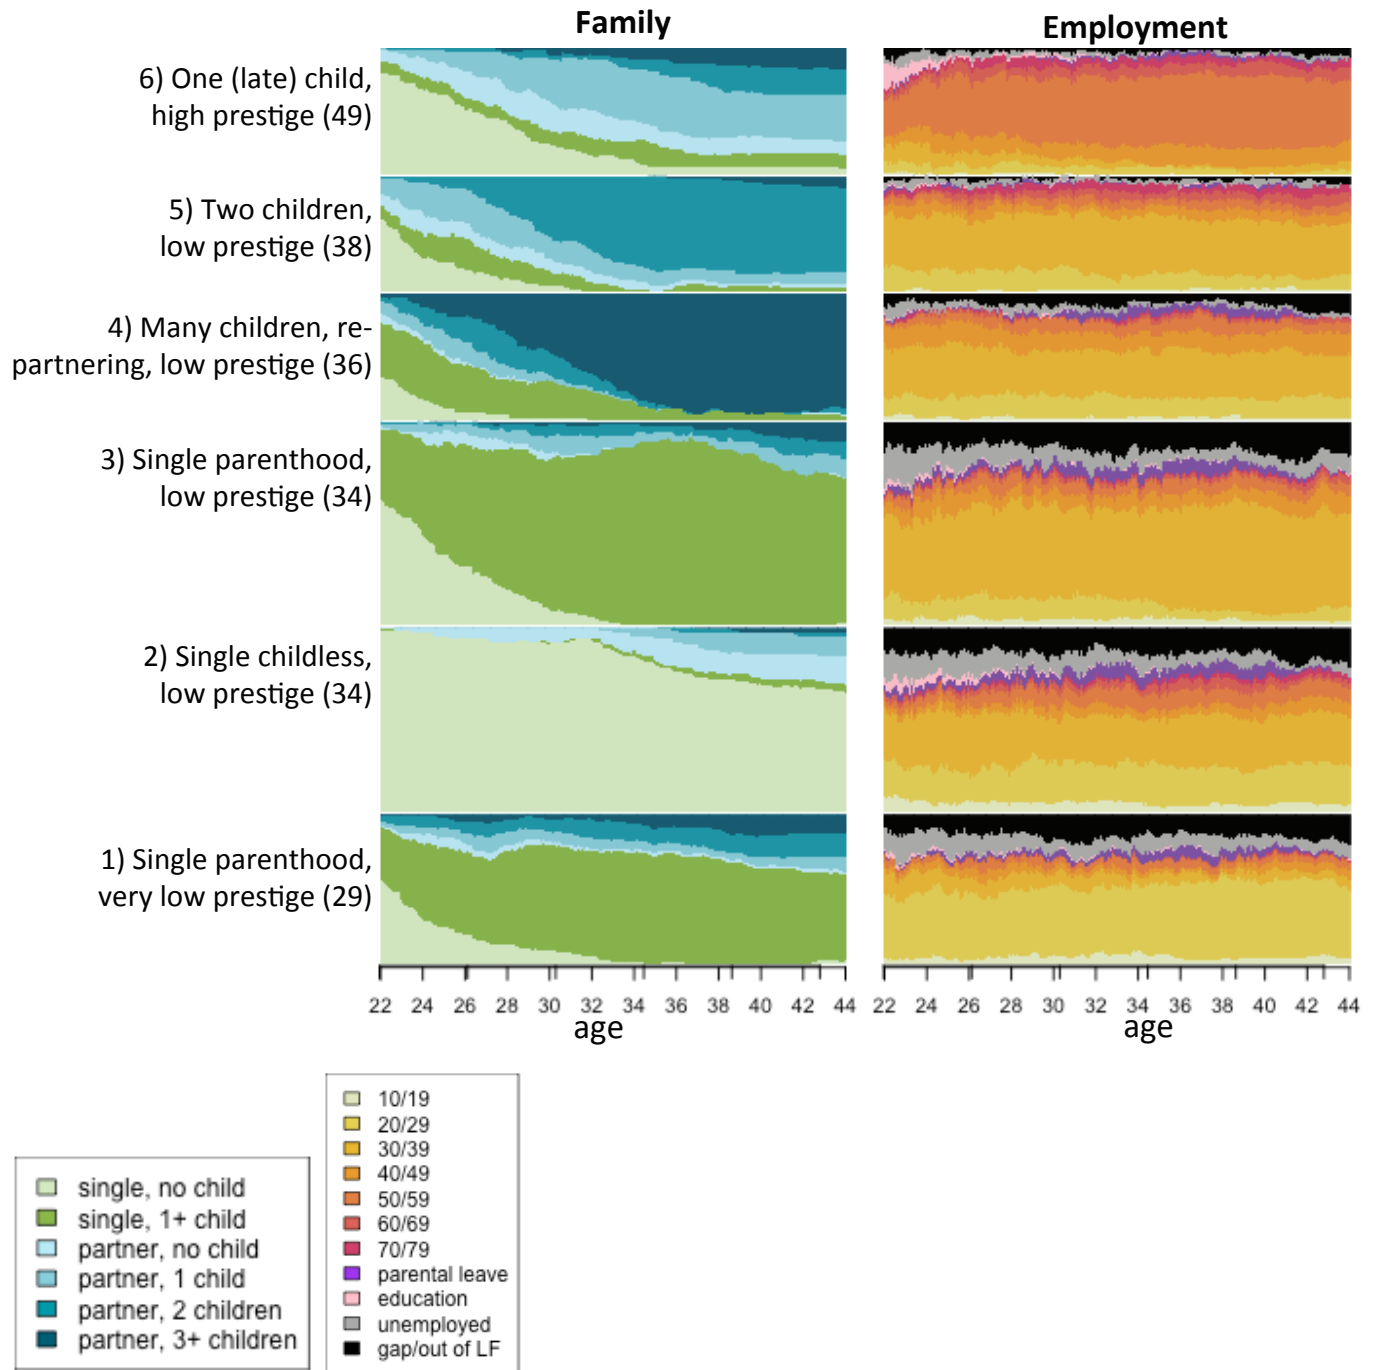 Family
Employment
6) One (late) child,
high prestige (49)
5) Two children,
low prestige (38)
4) Many children, re-
partnering, low prestige (36)
3) Single parenthood,
low prestige (34)
2) Single childless,
low prestige (34)
1) Single parenthood,
very low prestige (29)
22 24 26 28 30 32 34 36 38 40 42 44
22 24 26 28 30 32 34 36 38 40 42 44
age
age
10/19
20/29
30/39
40/49
50/59
60/69
70/79
parental leave
education
unemployed
gap/out of LF
single, no child
single, 1+ child
partner, no child
partner, 1 child
partner, 2 children
partner, 3+ children